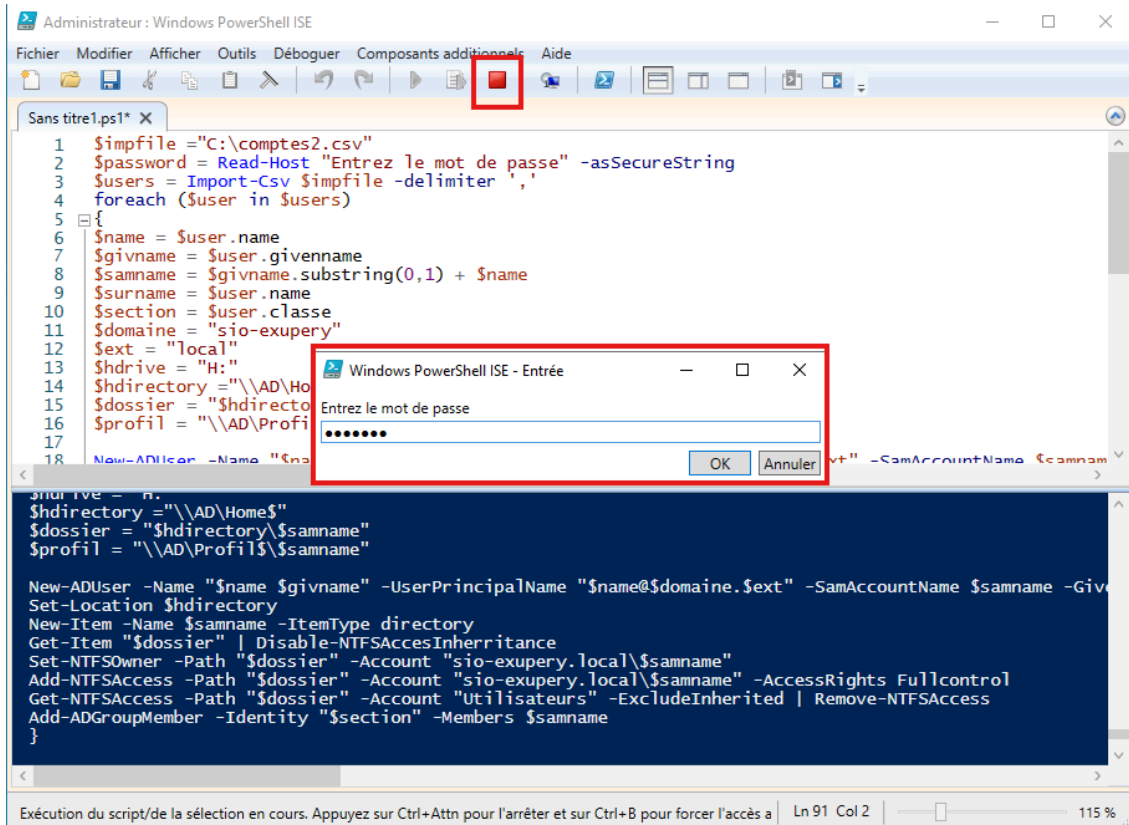 Administrateur : Windows PowerShell ISE
Fichier Modifier Afficher Outils Déboguer Composants additionnels Aide
Sans titre1.ps1* X
1 $impfile ="C:\comptes2.csv"
2 $password = Read-Host "Entrez le mot de passe" -asSecureString
3 $users = Import-Csv $impfile -delimiter ','
4 foreach ($user in $users)
5 {
6 $name = $user.name
7 $givname = $user.givenname
8 $samname = $givname.substring(0,1) + $name
9 $surname = $user.name
10 $section = $user.classe
11 $domaine = "sio-exupery"
12 $ext = "local"
13 $hdrive = "H:"
14 $hdirectory ="\\AD\Ho
15 $dossier = "$hdirecto
16 $profil = "\\AD\Profi
17
18 New-ADUser -Name "$na xt" -SamAccountName $samnam
Windows PowerShell ISE - Entrée
Entrez le mot de passe
•••••••
OK Annuler
$hdrive = "H:"
$hdirectory ="\\AD\Home$"
$dossier = "$hdirectory\$samname"
$profil = "\\AD\Profil$\$samname"
New-ADUser -Name "$name $givname" -UserPrincipalName "$name@$domaine.$ext" -SamAccountName $samname -Give
Set-Location $hdirectory
New-Item -Name $samname -ItemType directory
Get-Item "$dossier" | Disable-NTFSAccesInherritance
Set-NTFSOwner -Path "$dossier" -Account "sio-exupery.local\$samname"
Add-NTFSAccess -Path "$dossier" -Account "sio-exupery.local\$samname" -AccessRights Fullcontrol
Get-NTFSAccess -Path "$dossier" -Account "Utilisateurs" -ExcludeInherited | Remove-NTFSAccess
Add-ADGroupMember -Identity "$section" -Members $samname
}
Exécution du script/de la sélection en cours. Appuyez sur Ctrl+Attn pour l'arrêter et sur Ctrl+B pour forcer l'accès a Ln 91 Col 2 115 %